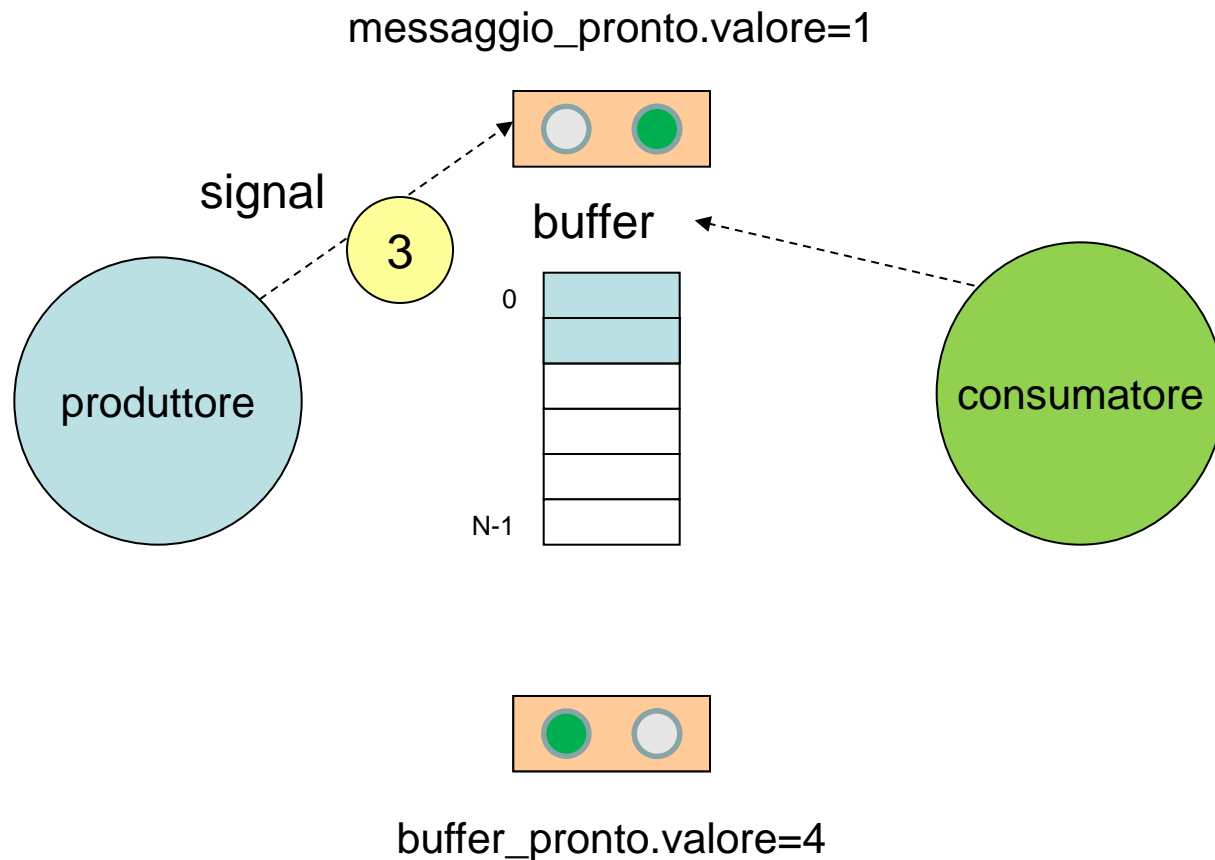 messaggio_pronto.valore=1
signal
buffer
3
0
produttore
consumatore
N-1
buffer_pronto.valore=4